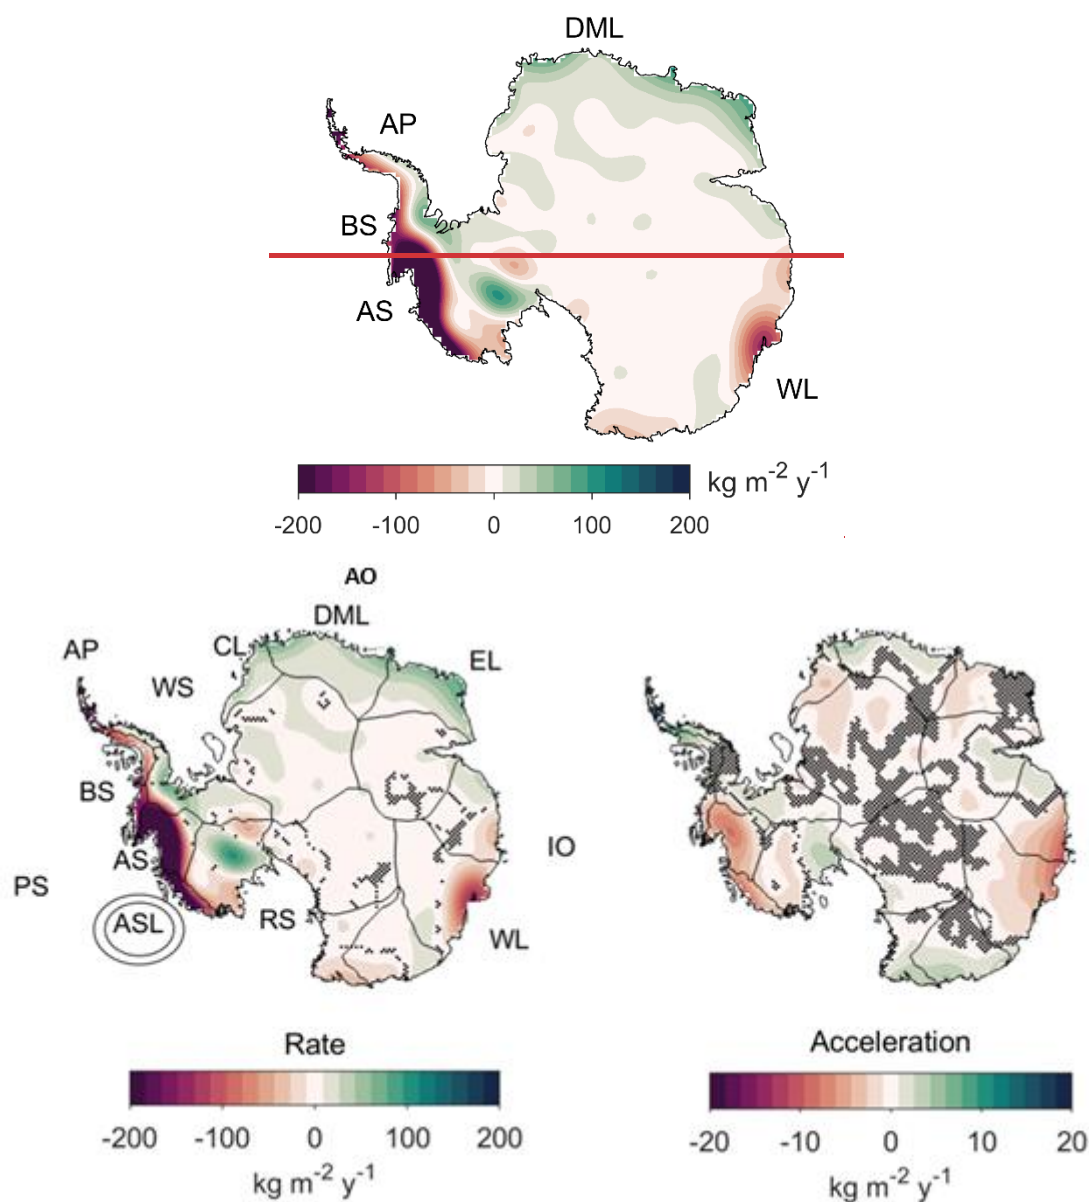 DML
AP
BS
AS
WL
kg m-2 y-1
-200 -100 0 100 200
AO
DML
AP CL EL
WS
BS
AS IO
PS
ASL RS
WL
Rate
-200 -100 0 100 200
kg m-2 y-1
Acceleration
-20 -10 0 10 20
kg m-2 y-1